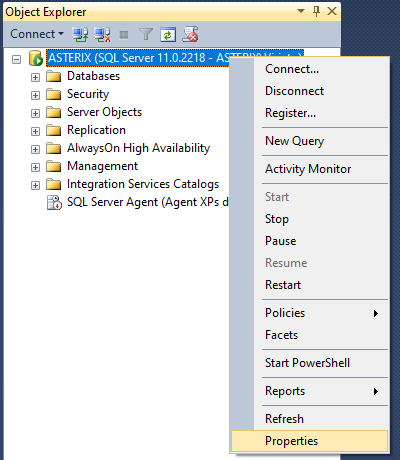 Object Explorer
Connect
ASTERIX (SQL Server 11.0.2218 - ASTERIX\
Databases
Security
Server Objects
Replication
AlwaysOn High Availability
Management
Integration Services Catalogs
SQL Server Agent (Agent XPs d
Connect...
Disconnect
Register...
New Query
Activity Monitor
Start
Stop
Pause
Resume
Restart
Policies
Facets
Start PowerShell
Reports
Refresh
Properties